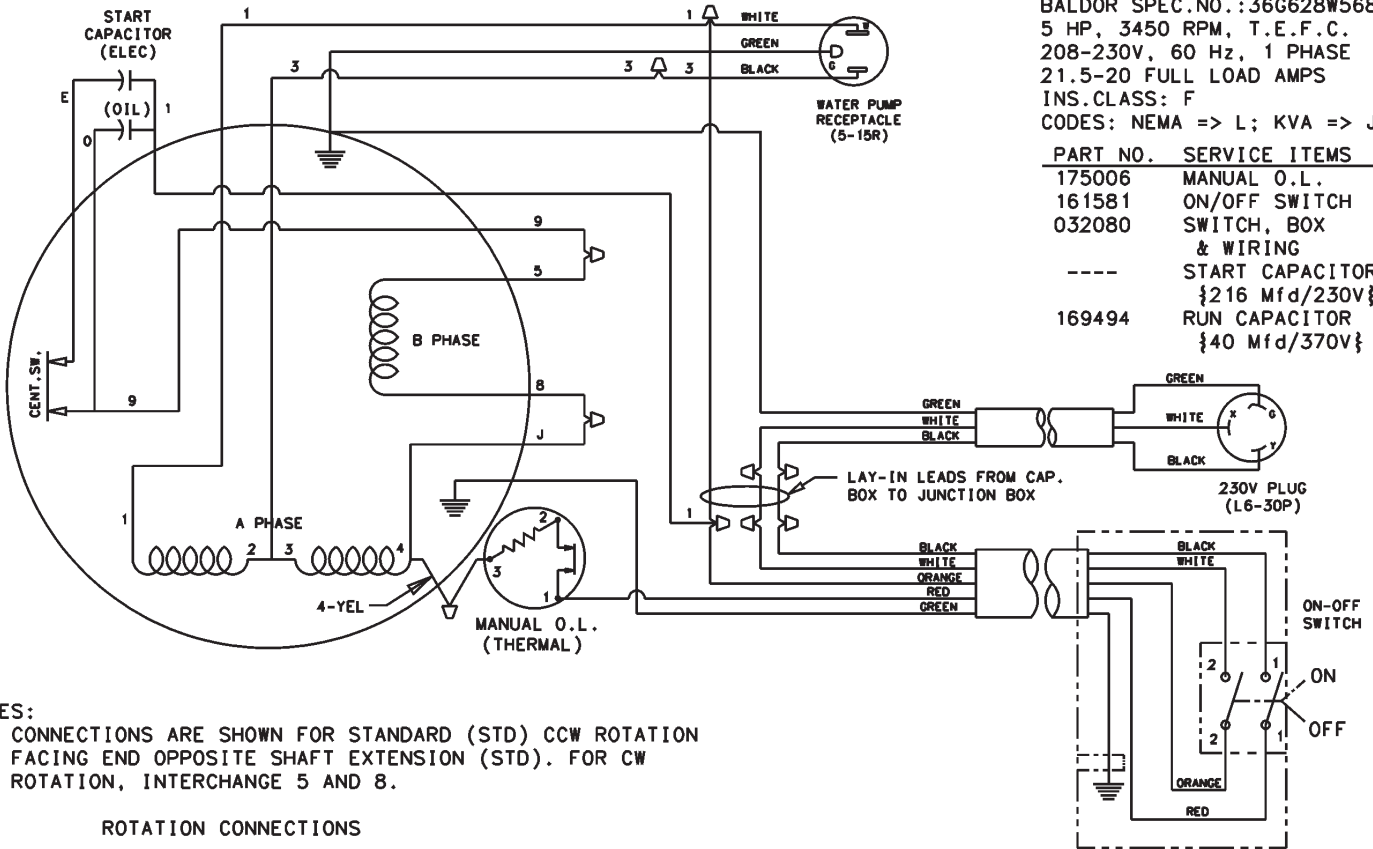 START
CAPACITOR
(ELEC)
E
(OIL)
1
O
1
1
WHITE
GREEN
3
3
3
BLACK
W
G
WATER PUMP
RECEPTACLE
(5-15R)
BALDOR SPEC.NO.:36G628W568
5 HP, 3450 RPM, T.E.F.C.
208-230V, 60 Hz, 1 PHASE
21.5-20 FULL LOAD AMPS
INS.CLASS: F
CODES: NEMA => L; KVA => J
PART NO. SERVICE ITEMS
175006 MANUAL O.L.
161581 ON/OFF SWITCH
032080 SWITCH, BOX
& WIRING
---- START CAPACITOR
{216 Mfd/230V}
169494 RUN CAPACITOR
{40 Mfd/370V}
9
5
B PHASE
8
J
CENT.SW.
9
1
A PHASE
2
3
4
4-YEL
2
3
1
MANUAL O.L.
(THERMAL)
GREEN
WHITE
BLACK
GREEN
WHITE
BLACK
X
G
Y
230V PLUG
(L6-30P)
LAY-IN LEADS FROM CAP.
BOX TO JUNCTION BOX
1
BLACK
WHITE
ORANGE
RED
GREEN
BLACK
WHITE
ON-OFF
SWITCH
2
1
ON
OFF
2
1
ORANGE
RED
ES:
CONNECTIONS ARE SHOWN FOR STANDARD (STD) CCW ROTATION
FACING END OPPOSITE SHAFT EXTENSION (STD). FOR CW
ROTATION, INTERCHANGE 5 AND 8.
ROTATION CONNECTIONS